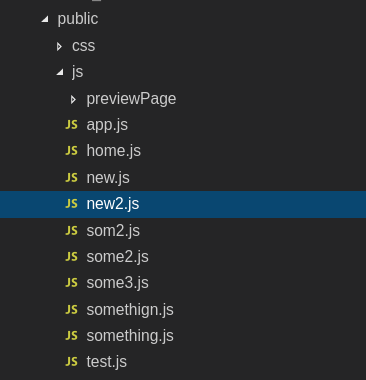 public
css
js
previewPage
JS app.js
JS home.js
JS new.js
JS new2.js
JS som2.js
JS some2.js
JS some3.js
JS somethign.js
JS something.js
JS test.js